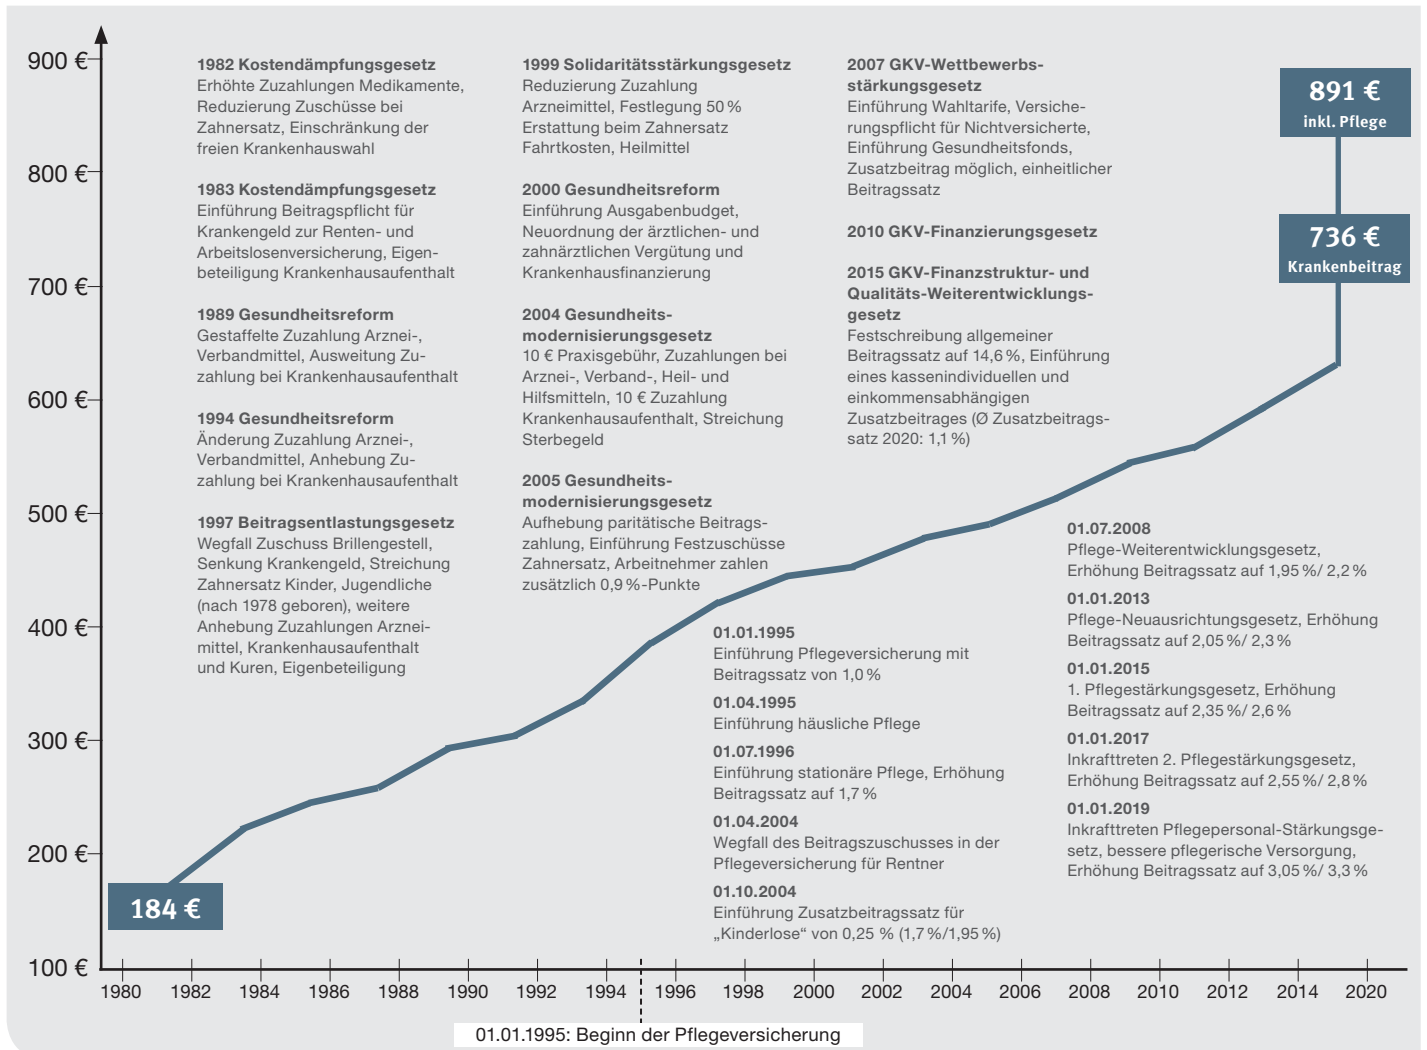 900 €
800 €
700 €
600 €
500 €
400 €
300 €
200 €
100 €
1982 Kostendämpfungsgesetz
Erhöhte Zuzahlungen Medikamente,
Reduzierung Zuschüsse bei
Zahnersatz, Einschränkung der
freien Krankenhauswahl
1983 Kostendämpfungsgesetz
Einführung Beitragspflicht für
Krankengeld zur Renten- und
Arbeitslosenversicherung, Eigen-
beteiligung Krankenhausaufenthalt
1989 Gesundheitsreform
Gestaffelte Zuzahlung Arznei-,
Verbandmittel, Ausweitung Zu-
zahlung bei Krankenhausaufenthalt
1994 Gesundheitsreform
Änderung Zuzahlung Arznei-,
Verbandmittel, Anhebung Zu-
zahlung bei Krankenhausaufenthalt
1997 Beitragsentlastungsgesetz
Wegfall Zuschuss Brillengestell,
Senkung Krankengeld, Streichung
Zahnersatz Kinder, Jugendliche
(nach 1978 geboren), weitere
Anhebung Zuzahlungen Arznei-
mittel, Krankenhausaufenthalt
und Kuren, Eigenbeteiligung
1999 Solidaritätsstärkungsgesetz
Reduzierung Zuzahlung
Arzneimittel, Festlegung 50 %
Erstattung beim Zahnersatz
Fahrtkosten, Heilmittel
2000 Gesundheitsreform
Einführung Ausgabenbudget,
Neuordnung der ärztlichen- und
zahnärztlichen Vergütung und
Krankenhausfinanzierung
2004 Gesundheits-
modernisierungsgesetz
10 € Praxisgebühr, Zuzahlungen bei
Arznei-, Verband-, Heil- und
Hilfsmitteln, 10 € Zuzahlung
Krankenhausaufenthalt, Streichung
Sterbegeld
2005 Gesundheits-
modernisierungsgesetz
Aufhebung paritätische Beitrags-
zahlung, Einführung Festzuschüsse
Zahnersatz, Arbeitnehmer zahlen
zusätzlich 0,9 %-Punkte
2007 GKV-Wettbewerbs-
stärkungsgesetz
Einführung Wahltarife, Versiche-
rungspflicht für Nichtversicherte,
Einführung Gesundheitsfonds,
Zusatzbeitrag möglich, einheitlicher
Beitragssatz
2010 GKV-Finanzierungsgesetz
2015 GKV-Finanzstruktur- und
Qualitäts-Weiterentwicklungs-
gesetz
Festschreibung allgemeiner
Beitragssatz auf 14,6 %, Einführung
eines kassenindividuellen und
einkommensabhängigen
Zusatzbeitrages (Ø Zusatzbeitrags-
satz 2020: 1,1 %)
891 €
inkl. Pflege
736 €
Krankenbeitrag
184 €
01.01.1995
Einführung Pflegeversicherung mit
Beitragssatz von 1,0 %
01.04.1995
Einführung häusliche Pflege
01.07.1996
Einführung stationäre Pflege, Erhöhung
Beitragssatz auf 1,7 %
01.04.2004
Wegfall des Beitragszuschusses in der
Pflegeversicherung für Rentner
01.10.2004
Einführung Zusatzbeitragssatz für
„Kinderlose“ von 0,25 % (1,7 %/1,95 %)
01.07.2008
Pflege-Weiterentwicklungsgesetz,
Erhöhung Beitragssatz auf 1,95 %/ 2,2 %
01.01.2013
Pflege-Neuausrichtungsgesetz, Erhöhung
Beitragssatz auf 2,05 %/ 2,3 %
01.01.2015
1. Pflegestärkungsgesetz, Erhöhung
Beitragssatz auf 2,35 %/ 2,6 %
01.01.2017
Inkrafttreten 2. Pflegestärkungsgesetz,
Erhöhung Beitragssatz auf 2,55 %/ 2,8 %
01.01.2019
Inkrafttreten Pflegepersonal-Stärkungsge-
setz, bessere pflegerische Versorgung,
Erhöhung Beitragssatz auf 3,05 %/ 3,3 %
1980 1982 1984 1986 1988 1990 1992 1994 1996 1998 2000 2002 2004 2006 2008 2010 2012 2014 2020
01.01.1995: Beginn der Pflegeversicherung